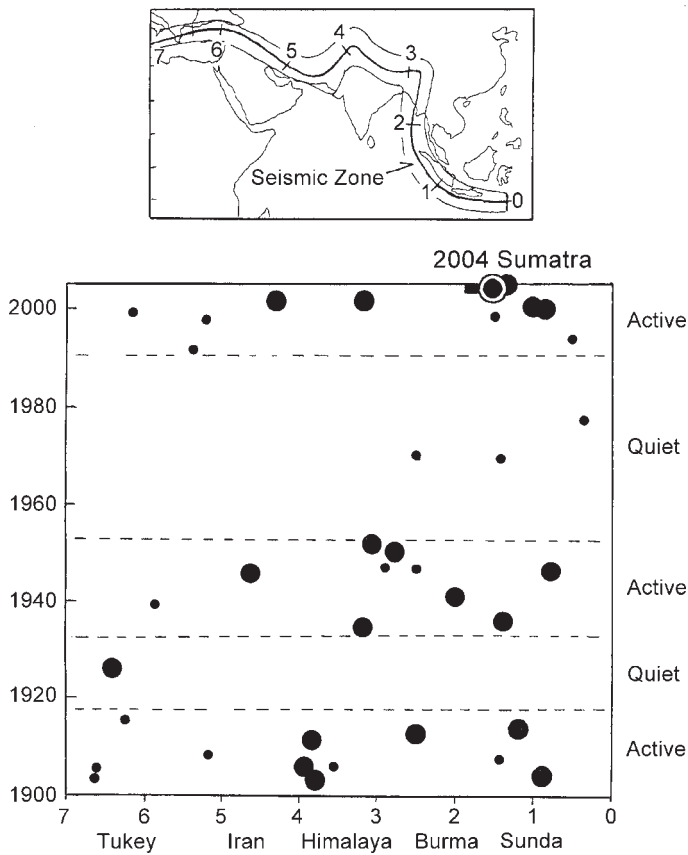 4
3
5
6
7
2
Seismic Zone
1
0
2004 Sumatra
2000
Active
1980
Quiet
1960
1940
Active
1920
Quiet
Active
1900
7 6 5 4 3 2 1 0
Tukey Iran Himalaya Burma Sunda